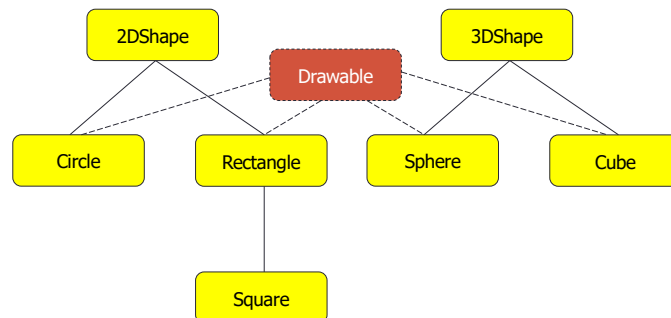 2DShape
3DShape
Drawable
Circle
Rectangle
Sphere
Cube
Square